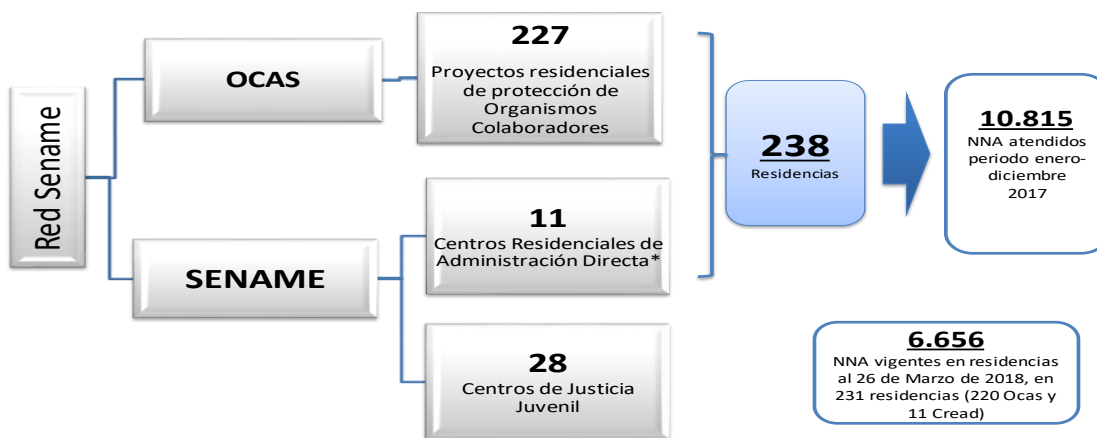 Red Sename
OCAS
227
Proyectos residenciales
de protección de
Organismos
Colaboradores
SENAME
11
Centros Residenciales de
Administración Directa*
28
Centros de Justicia
Juvenil
238
Residencias
10.815
NNA atendidos
periodo enero-
diciembre
2017
6.656
NNA vigentes en residencias
al 26 de Marzo de 2018, en
231 residencias (220 Ocas y
11 Cread)